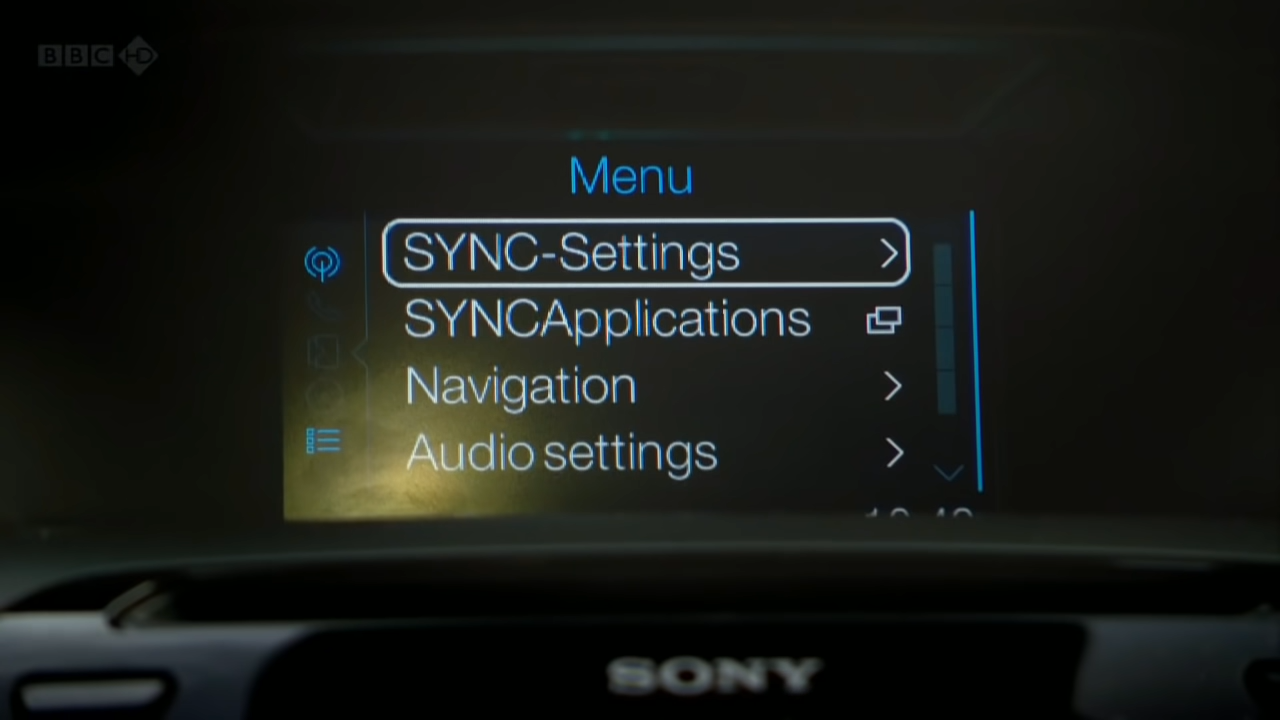 BBC HD
Menu
SYNC-Settings
SYNCApplications
Navigation
Audio settings
SONY